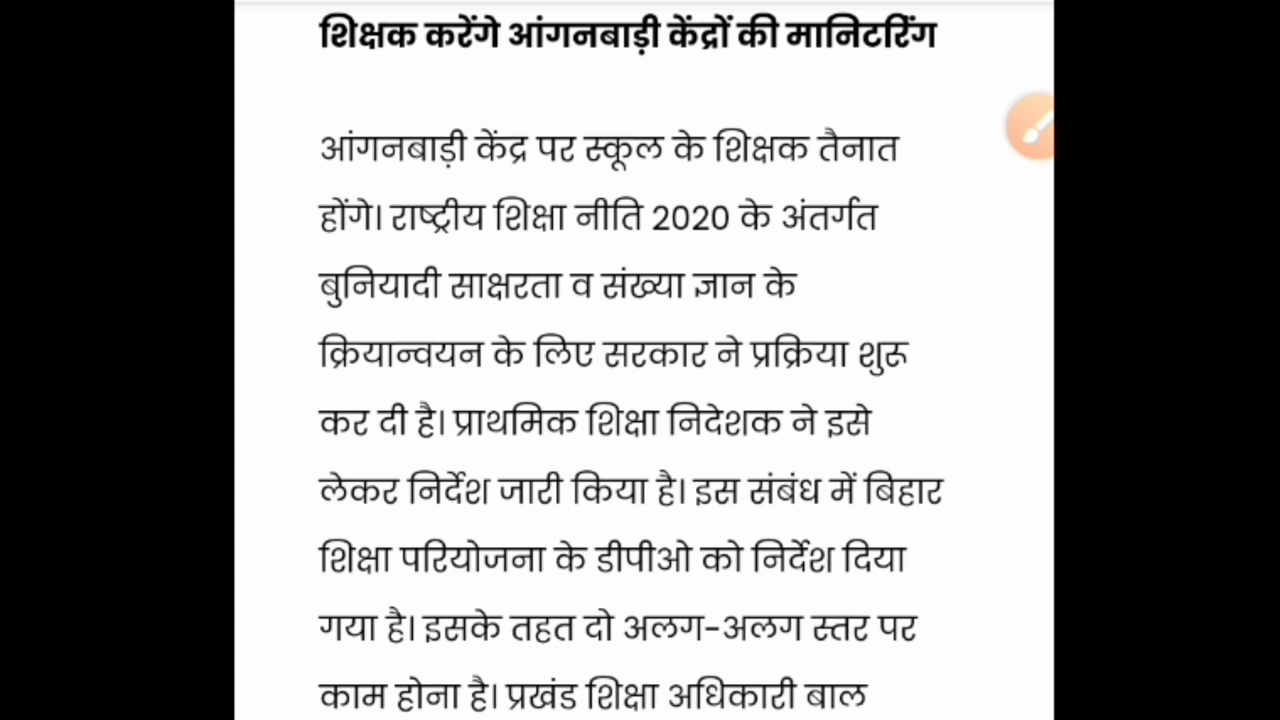 शिक्षक करेंगे आंगनबाड़ी केंद्रों की मानिटरिंग
आंगनबाड़ी केंद्र पर स्कूल के शिक्षक तैनात
होंगे। राष्ट्रीय शिक्षा नीति 2020 के अंतर्गत
बुनियादी साक्षरता व संख्या ज्ञान के
क्रियान्वयन के लिए सरकार ने प्रक्रिया शुरू
कर दी है। प्राथमिक शिक्षा निदेशक ने इसे
लेकर निर्देश जारी किया है। इस संबंध में बिहार
शिक्षा परियोजना के डीपीओ को निर्देश दिया
गया है। इसके तहत दो अलग-अलग स्तर पर
काम होना है। प्रखंड शिक्षा अधिकारी बाल